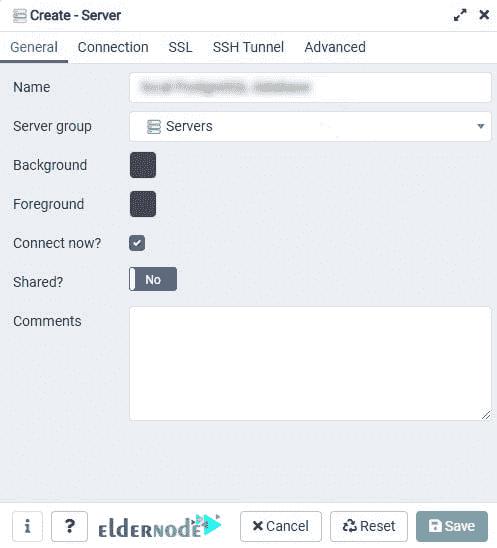 Create - Server
General Connection SSL SSH Tunnel Advanced
Name
Server group Servers
Background
Foreground
Connect now?
Shared? No
Comments
i ? ELDERNODE Cancel Reset Save